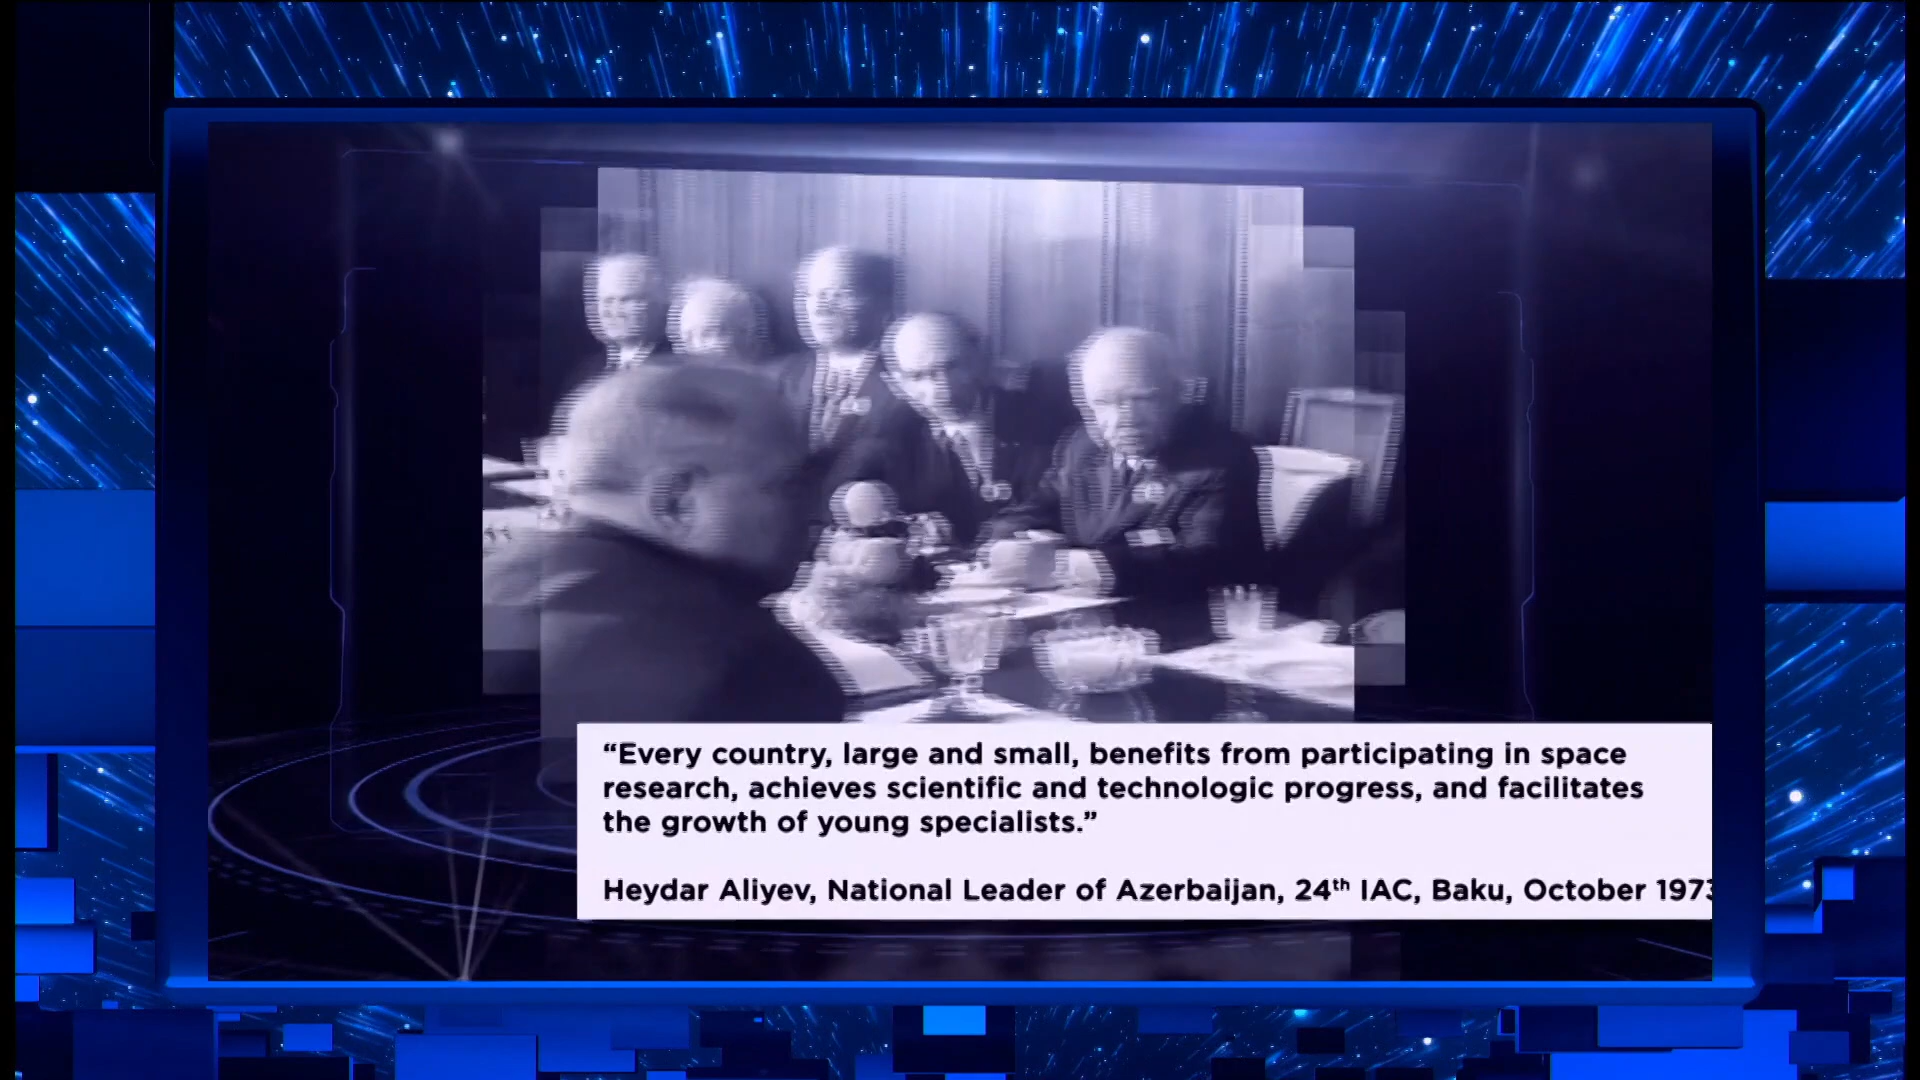 “Every country, large and small, benefits from participating in space
research, achieves scientific and technologic progress, and facilitates
the growth of young specialists.”
Heydar Aliyev, National Leader of Azerbaijan, 24th IAC, Baku, October 1973